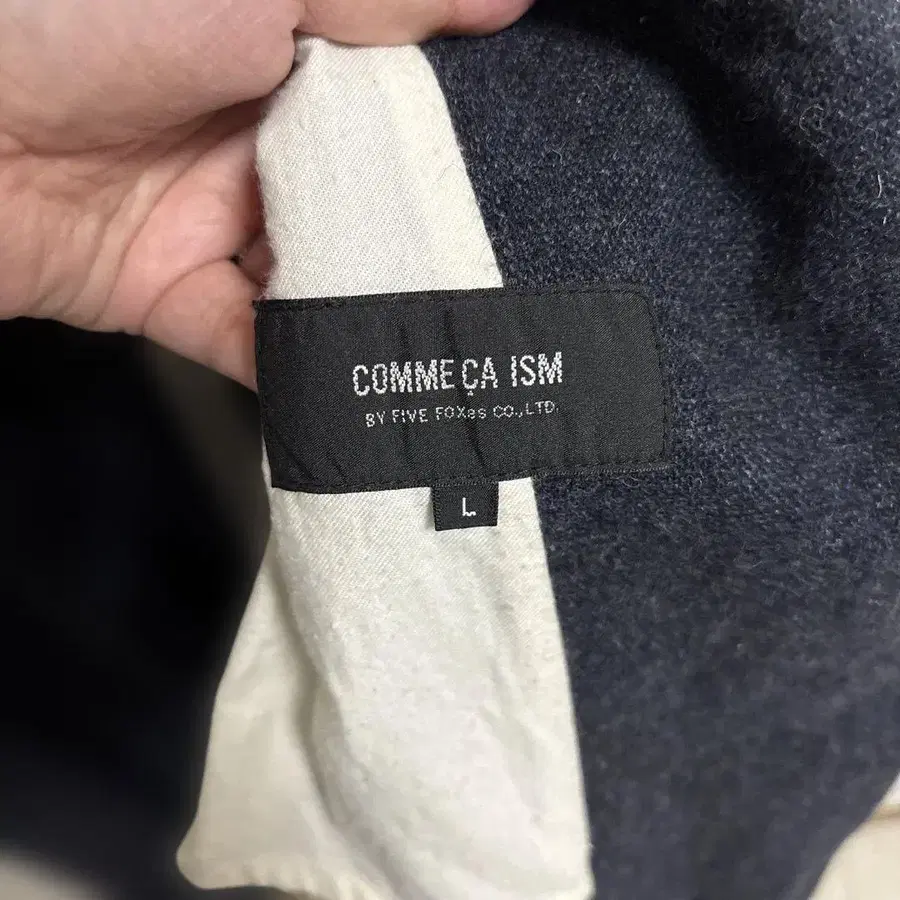 COMME ÇA ISM
BY FIVE FOXes CO.,LTD.
L